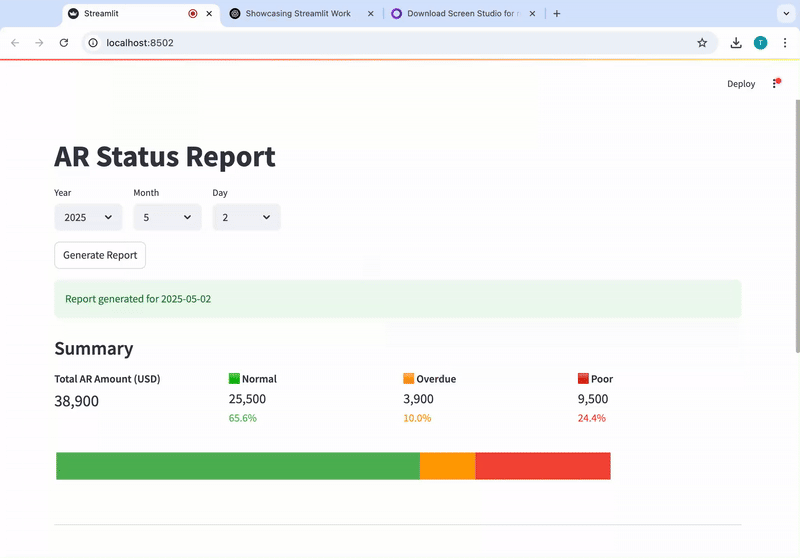 Streamlit
Showcasing Streamlit Work
Download Screen Studio for
localhost:8502
T
Deploy
AR Status Report
Year
Month
Day
2025
5
2
Generate Report
Report generated for 2025-05-02
Summary
Total AR Amount (USD)
38,900
Normal
25,500
65.6%
Overdue
3,900
10.0%
Poor
9,500
24.4%